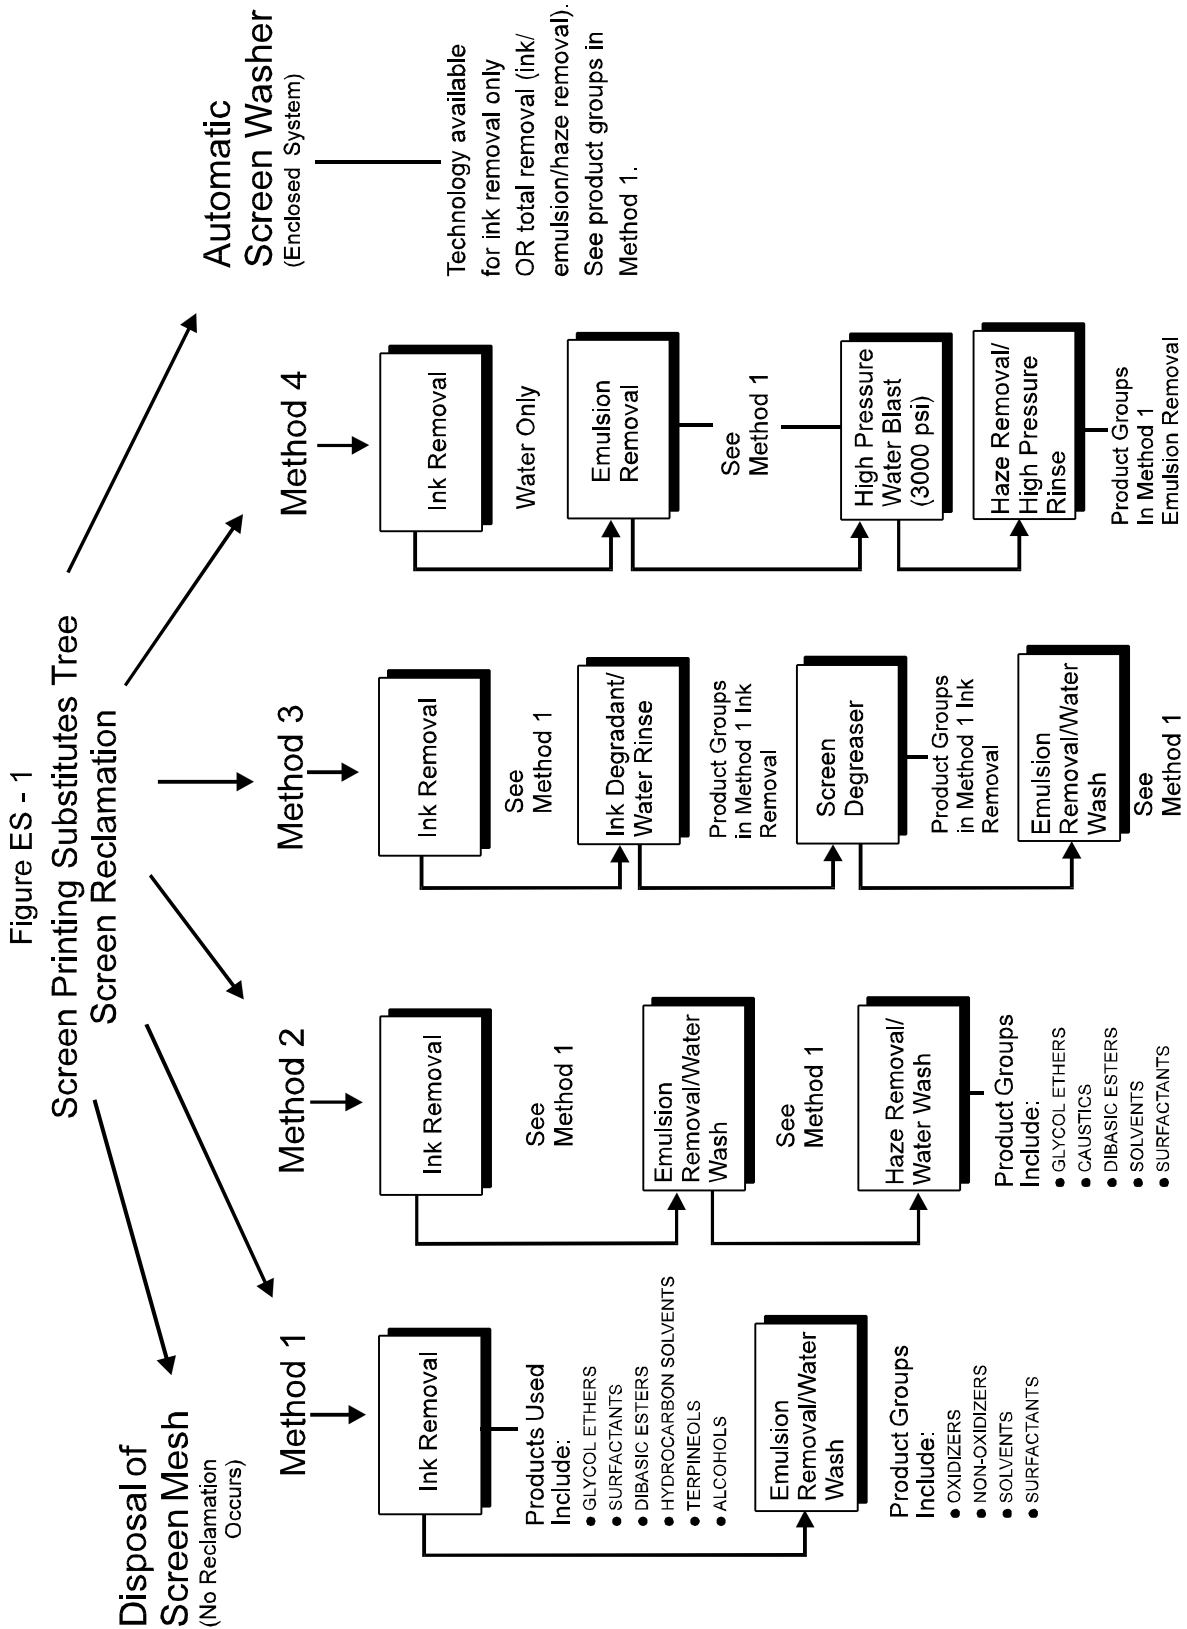 Figure ES - 1
Screen Printing Substitutes Tree
Screen Reclamation
Disposal of
Screen Mesh
(No Reclamation
Occurs)
Method 1
Ink Removal
Products Used
Include:
● GLYCOL ETHERS
● SURFACTANTS
● DIBASIC ESTERS
● HYDROCARBON SOLVENTS
● TERPINEOLS
● ALCOHOLS
Emulsion
Removal/Water
Wash
Product Groups
Include:
● OXIDIZERS
● NON-OXIDIZERS
● SOLVENTS
● SURFACTANTS
Method 2
Ink Removal
See
Method 1
Emulsion
Removal/Water
Wash
See
Method 1
Haze Removal/
Water Wash
Product Groups
Include:
● GLYCOL ETHERS
● CAUSTICS
● DIBASIC ESTERS
● SOLVENTS
● SURFACTANTS
Method 3
Ink Removal
See
Method 1
Ink Degradant/
Water Rinse
Product Groups
in Method 1 Ink
Removal
Screen
Degreaser
Product Groups
in Method 1 Ink
Removal
Emulsion
Removal/Water
Wash
See
Method 1
Method 4
Ink Removal
Water Only
Emulsion
Removal
See
Method 1
High Pressure
Water Blast
(3000 psi)
Haze Removal/
High Pressure
Rinse
Product Groups
In Method 1
Emulsion Removal
Automatic
Screen Washer
(Enclosed System)
Technology available
for ink removal only
OR total removal (ink/
emulsion/haze removal).
See product groups in
Method 1.